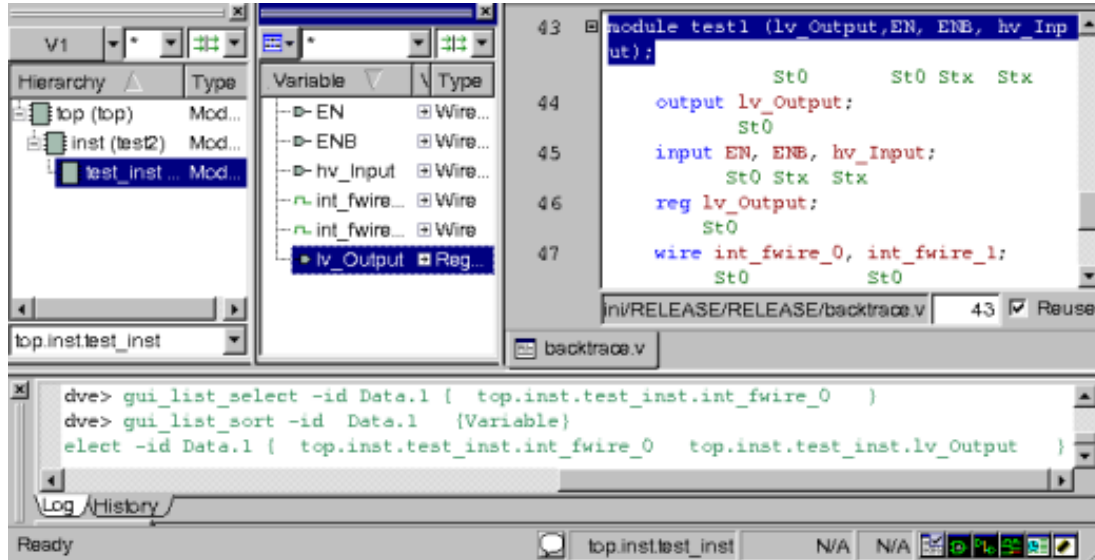 V1 *
Hierarchy Type
top (top) Mod...
inst (test2) Mod...
test_inst ... Mod...
top.inst.test_inst
*
Variable V Type
EN Wire...
ENB Wire...
hv_Input Wire...
int_fwire... Wire
int_fwire... Wire
lv_Output Reg...
43 module test1 (lv_Output,EN, ENB, hv_Inp
ut);
St0 St0 Stx Stx
44 output lv_Output;
St0
45 input EN, ENB, hv_Input;
St0 Stx Stx
46 reg lv_Output;
St0
47 wire int_fwire_0, int_fwire_1;
St0 St0
ini/RELEASE/RELEASE/backtrace.v 43 Reuse
backtrace.v
dve> gui_list_select -id Data.1 { top.inst.test_inst.int_fwire_0 }
dve> gui_list_sort -id Data.1 {Variable}
elect -id Data.1 { top.inst.test_inst.int_fwire_0 top.inst.test_inst.lv_Output }
Log History
Ready top.inst.test_inst N/A N/A